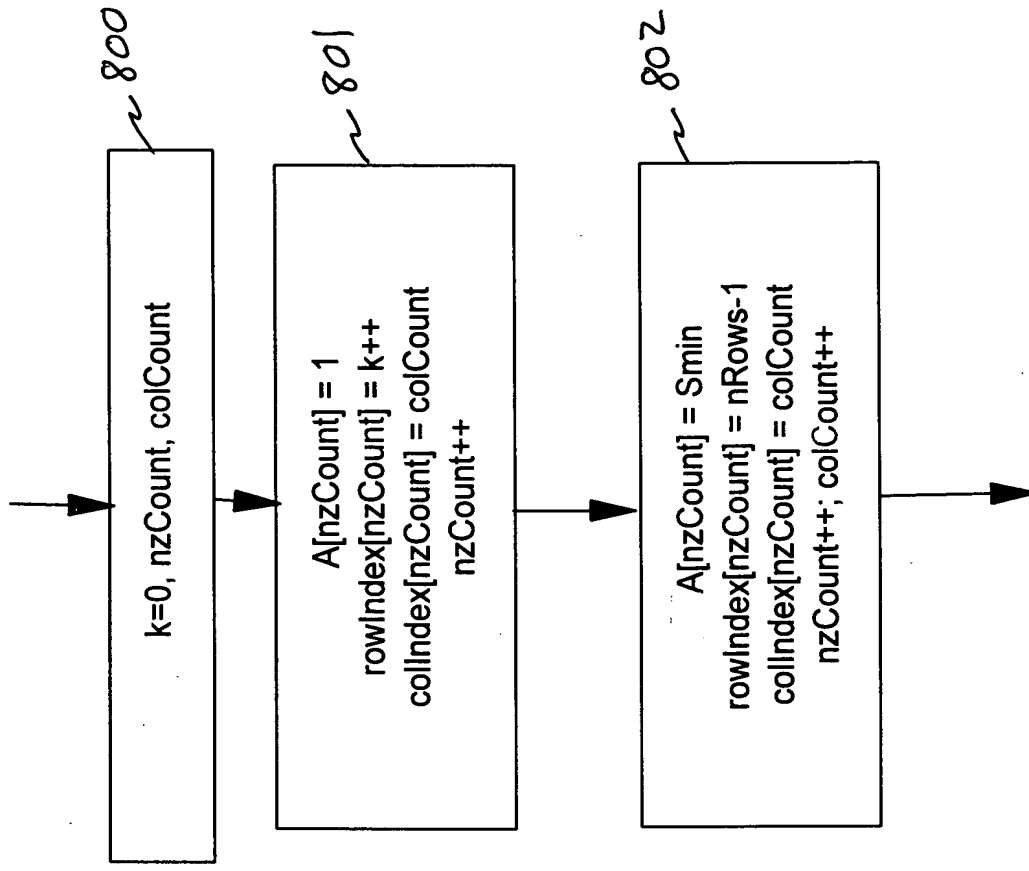 k=0, nzCount, colCount
800
A[nzCount] = 1
rowIndex[nzCount] = k++
colIndex[nzCount] = colCount
nzCount++
801
A[nzCount] = Smin
rowIndex[nzCount] = nRows-1
colIndex[nzCount] = colCount
nzCount++; colCount++
802